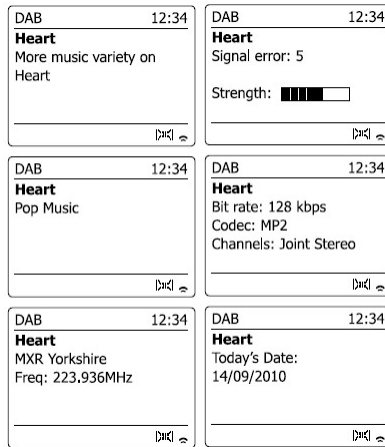 DAB 12:34
Heart
More music variety on
Heart
DAB 12:34
Heart
Signal error: 5
Strength:
DAB 12:34
Heart
Pop Music
DAB 12:34
Heart
Bit rate: 128 kbps
Codec: MP2
Channels: Joint Stereo
DAB 12:34
Heart
MXR Yorkshire
Freq: 223.936MHz
DAB 12:34
Heart
Today's Date:
14/09/2010